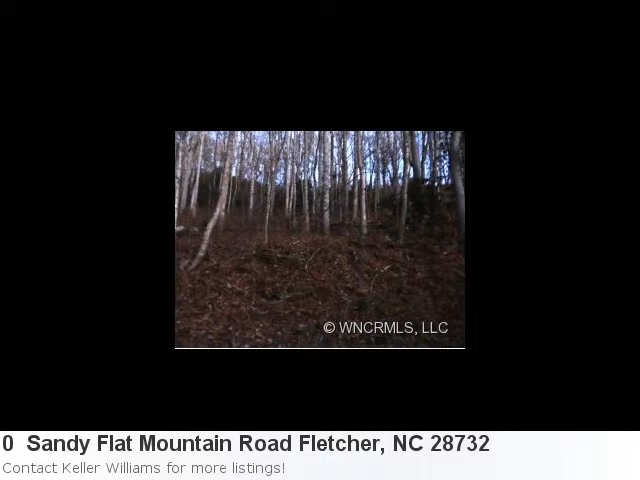 © WNCRMLS, LLC
0 Sandy Flat Mountain Road Fletcher, NC 28732
Contact Keller Williams for more listings!